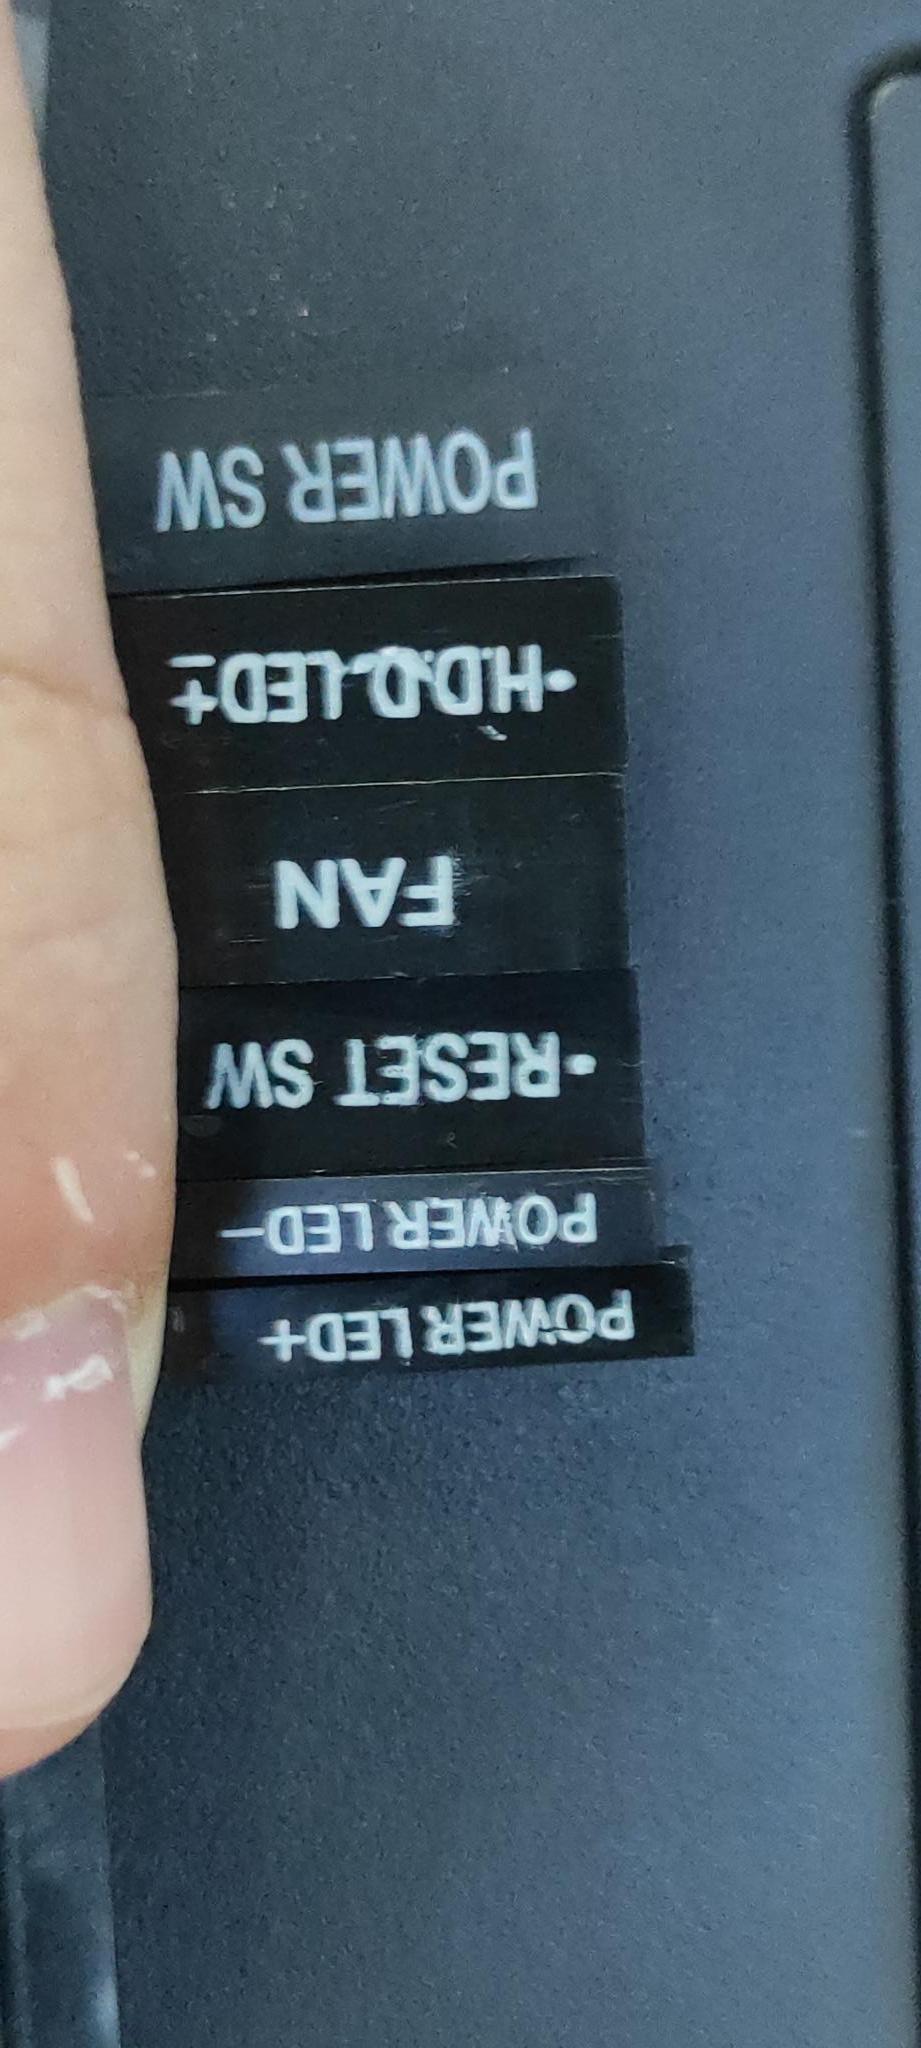 POWER LED+
POWER LED−
•RESET SW
FAN
•H.D.D.LED±
POWER SW